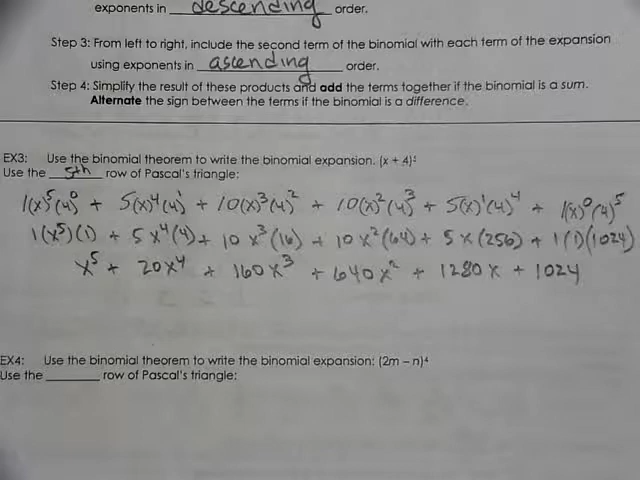 exponents in descending order.
Step 3: From left to right, include the second term of the binomial with each term of the expansion
using exponents in ascending order.
Step 4: Simplify the result of these products and add the terms together if the binomial is a sum.
Alternate the sign between the terms if the binomial is a difference.
EX3: Use the binomial theorem to write the binomial expansion. (x + 4)⁵
Use the 5th row of Pascal's triangle:
1(x)⁵(4)⁰ + 5(x)⁴(4)¹ + 10(x)³(4)² + 10(x)²(4)³ + 5(x)¹(4)⁴ + 1(x)⁰(4)⁵
1(x⁵)(1) + 5x⁴(4) + 10x³(16) + 10x²(64) + 5x(256) + 1(1)(1024)
x⁵ + 20x⁴ + 160x³ + 640x² + 1280x + 1024
EX4: Use the binomial theorem to write the binomial expansion: (2m – n)⁴
Use the ______ row of Pascal's triangle: